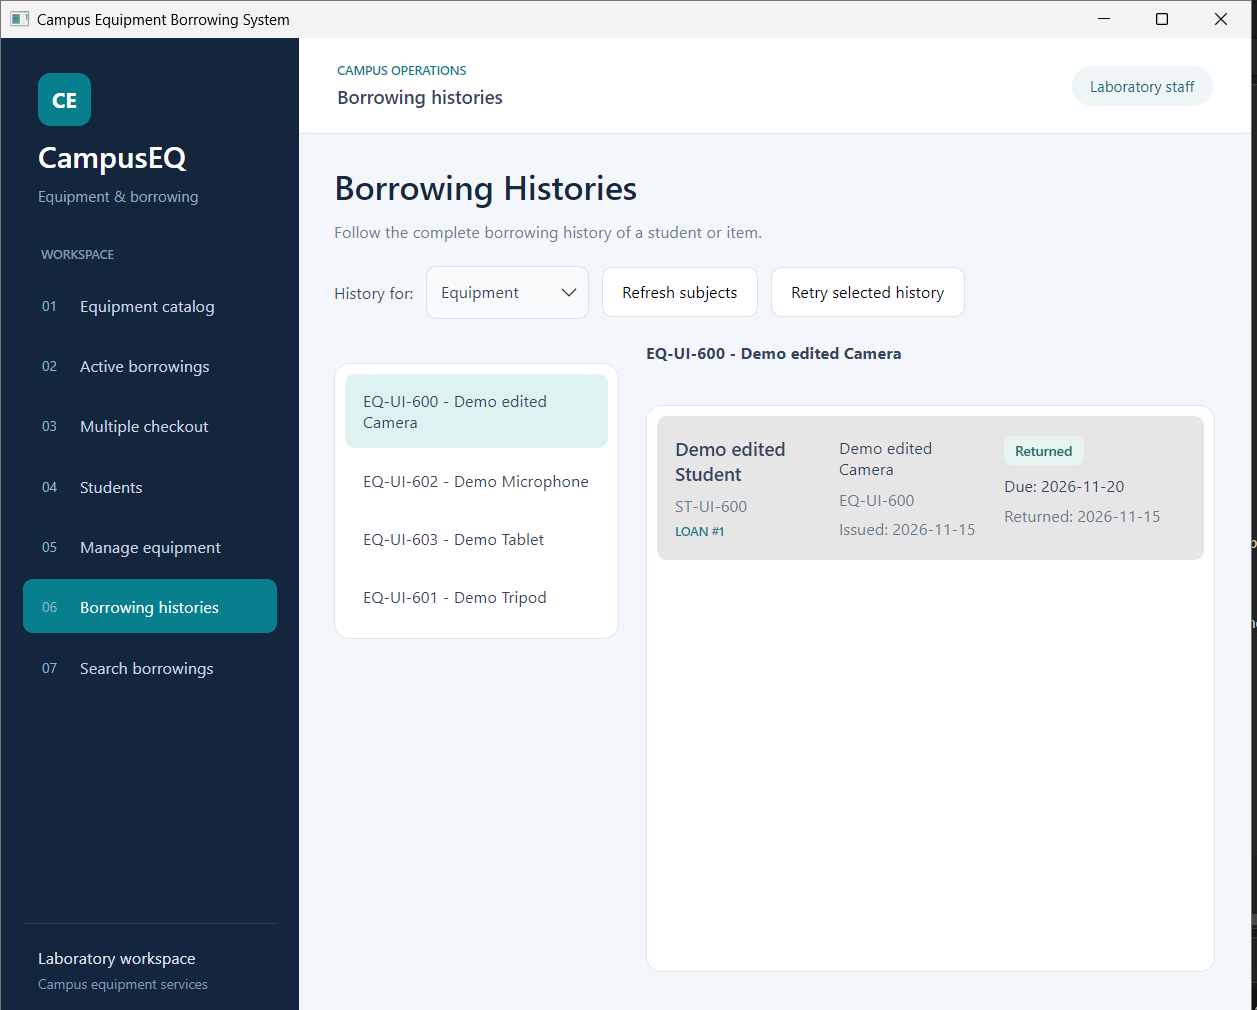 Campus Equipment Borrowing System
CE
CampusEQ
Equipment & borrowing
WORKSPACE
01 Equipment catalog
02 Active borrowings
03 Multiple checkout
04 Students
05 Manage equipment
06 Borrowing histories
07 Search borrowings
Laboratory workspace
Campus equipment services
CAMPUS OPERATIONS
Borrowing histories
Laboratory staff
Borrowing Histories
Follow the complete borrowing history of a student or item.
History for: Equipment Refresh subjects Retry selected history
EQ-UI-600 - Demo edited
Camera
EQ-UI-602 - Demo Microphone
EQ-UI-603 - Demo Tablet
EQ-UI-601 - Demo Tripod
EQ-UI-600 - Demo edited Camera
Demo edited
Student
ST-UI-600
LOAN #1
Demo edited
Camera
EQ-UI-600
Issued: 2026-11-15
Returned
Due: 2026-11-20
Returned: 2026-11-15